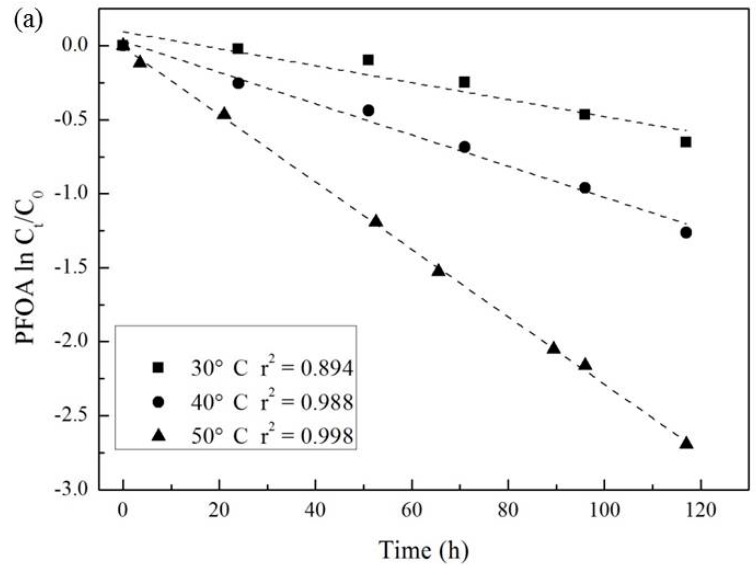 (a)
PFOA ln Cₜ/C₀
0.0
-0.5
-1.0
-1.5
-2.0
-2.5
-3.0
30° C r² = 0.894
40° C r² = 0.988
50° C r² = 0.998
0 20 40 60 80 100 120
Time (h)